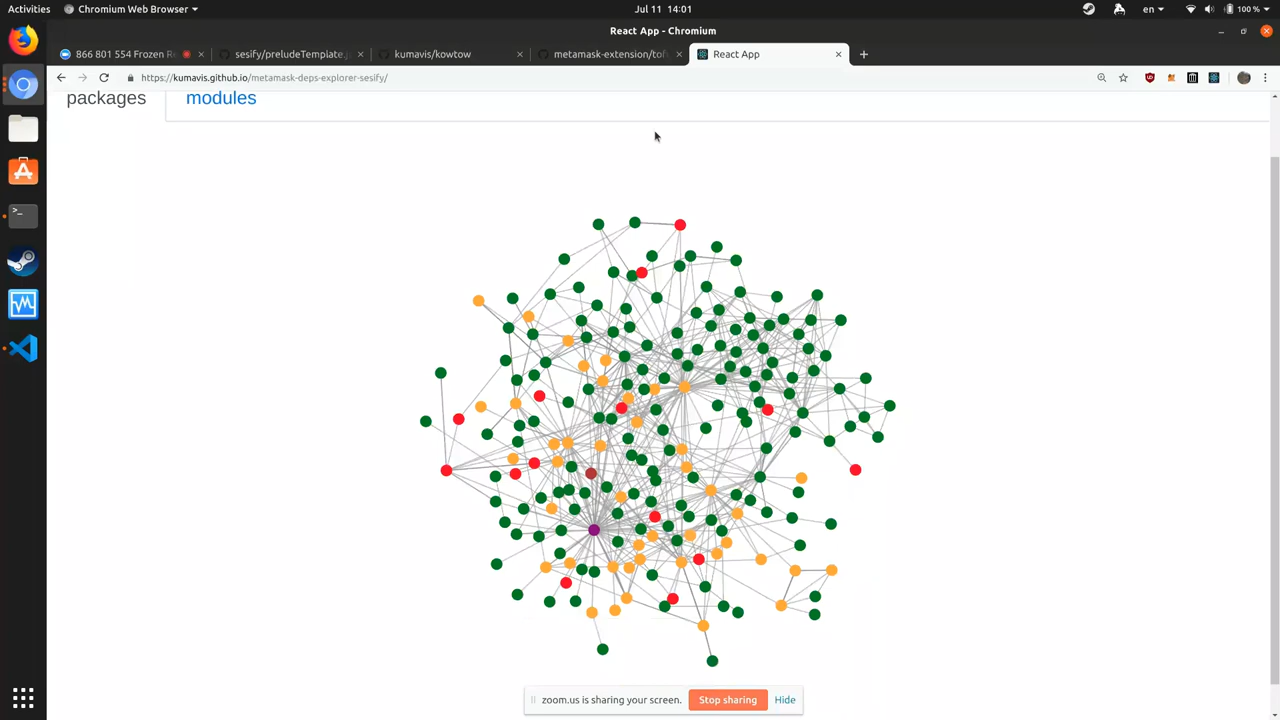 Activities
Chromium Web Browser
Jul 11 14:01
en
100 %
React App - Chromium
866 801 554 Frozen Re
sesify/preludeTemplate.j
kumavis/kowtow
metamask-extension/tof
React App
https://kumavis.github.io/metamask-deps-explorer-sesify/
packages
modules
zoom.us is sharing your screen.
Stop sharing
Hide